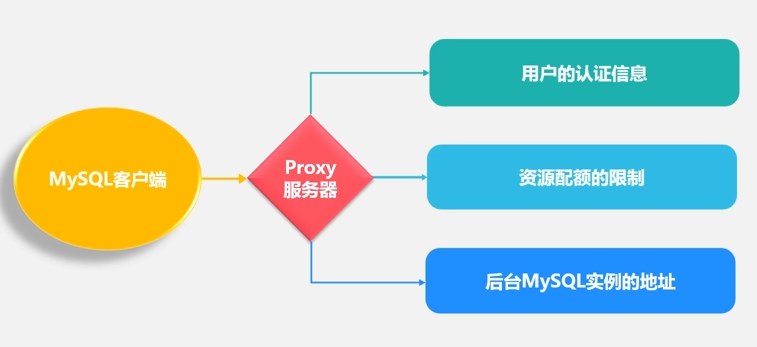 MySQL客户端
Proxy
服务器
用户的认证信息
资源配额的限制
后台MySQL实例的地址